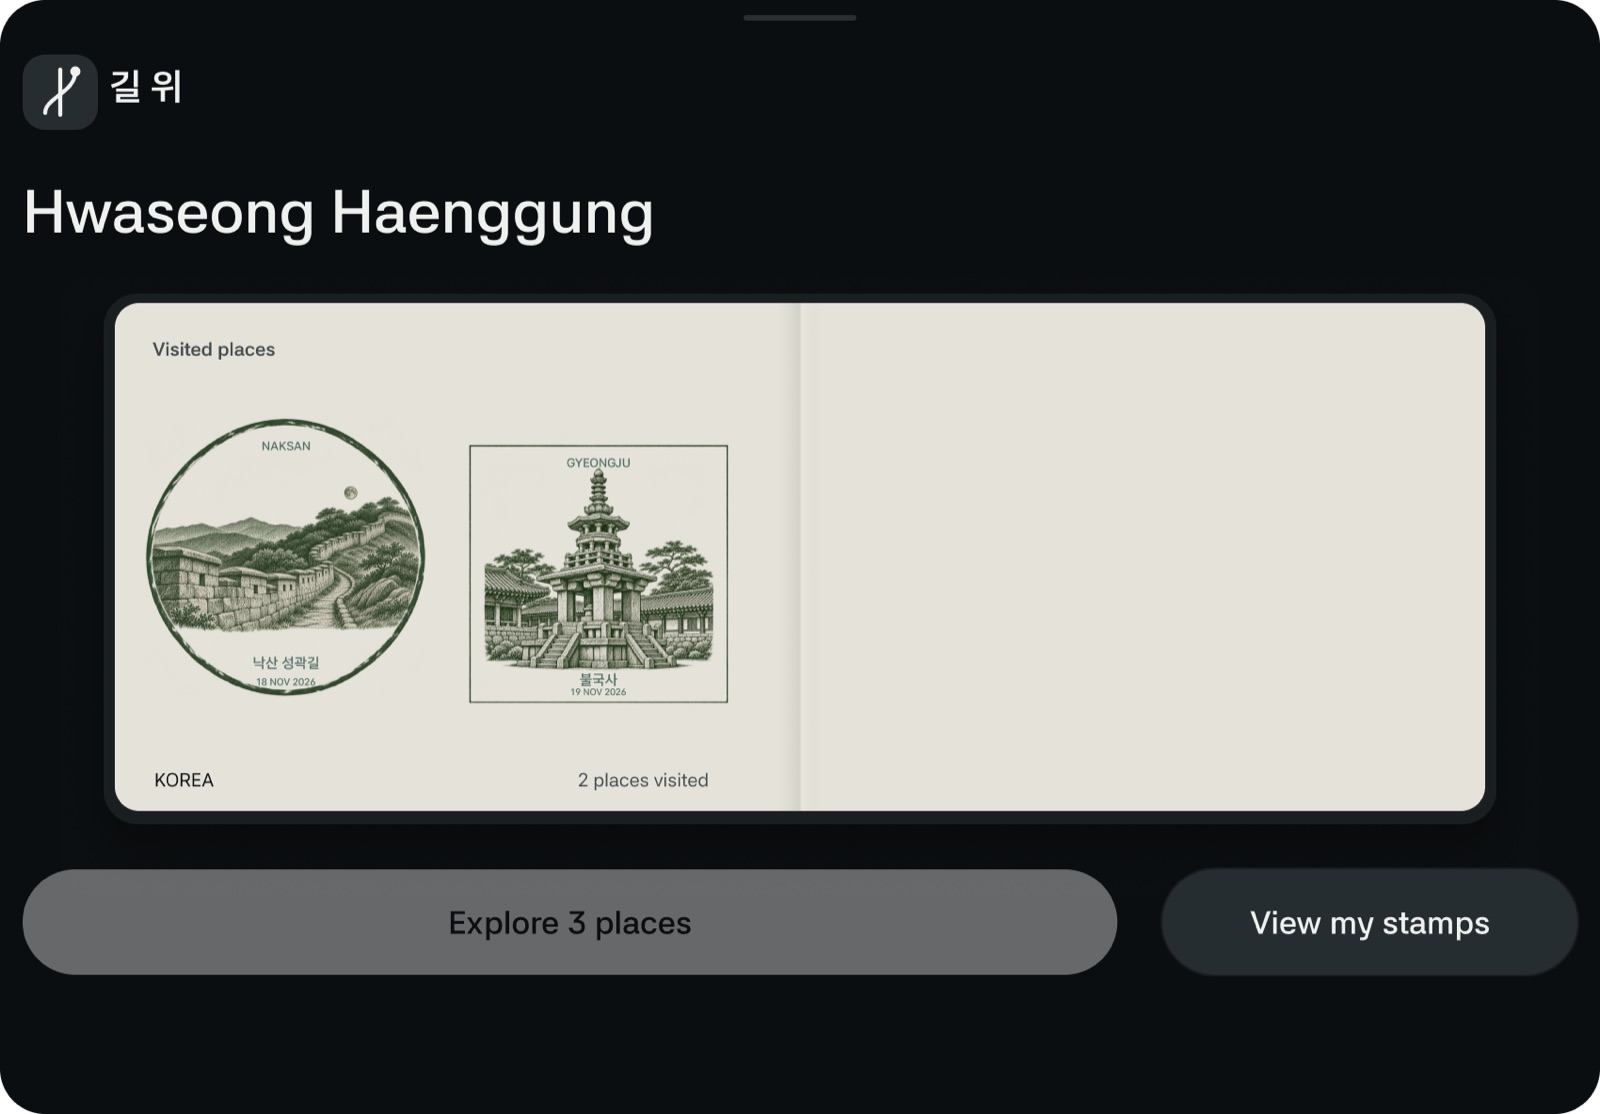 길 위
Hwaseong Haenggung
Visited places
NAKSAN
낙산 성곽길
18 NOV 2026
GYEONGJU
불국사
19 NOV 2026
KOREA
2 places visited
Explore 3 places
View my stamps